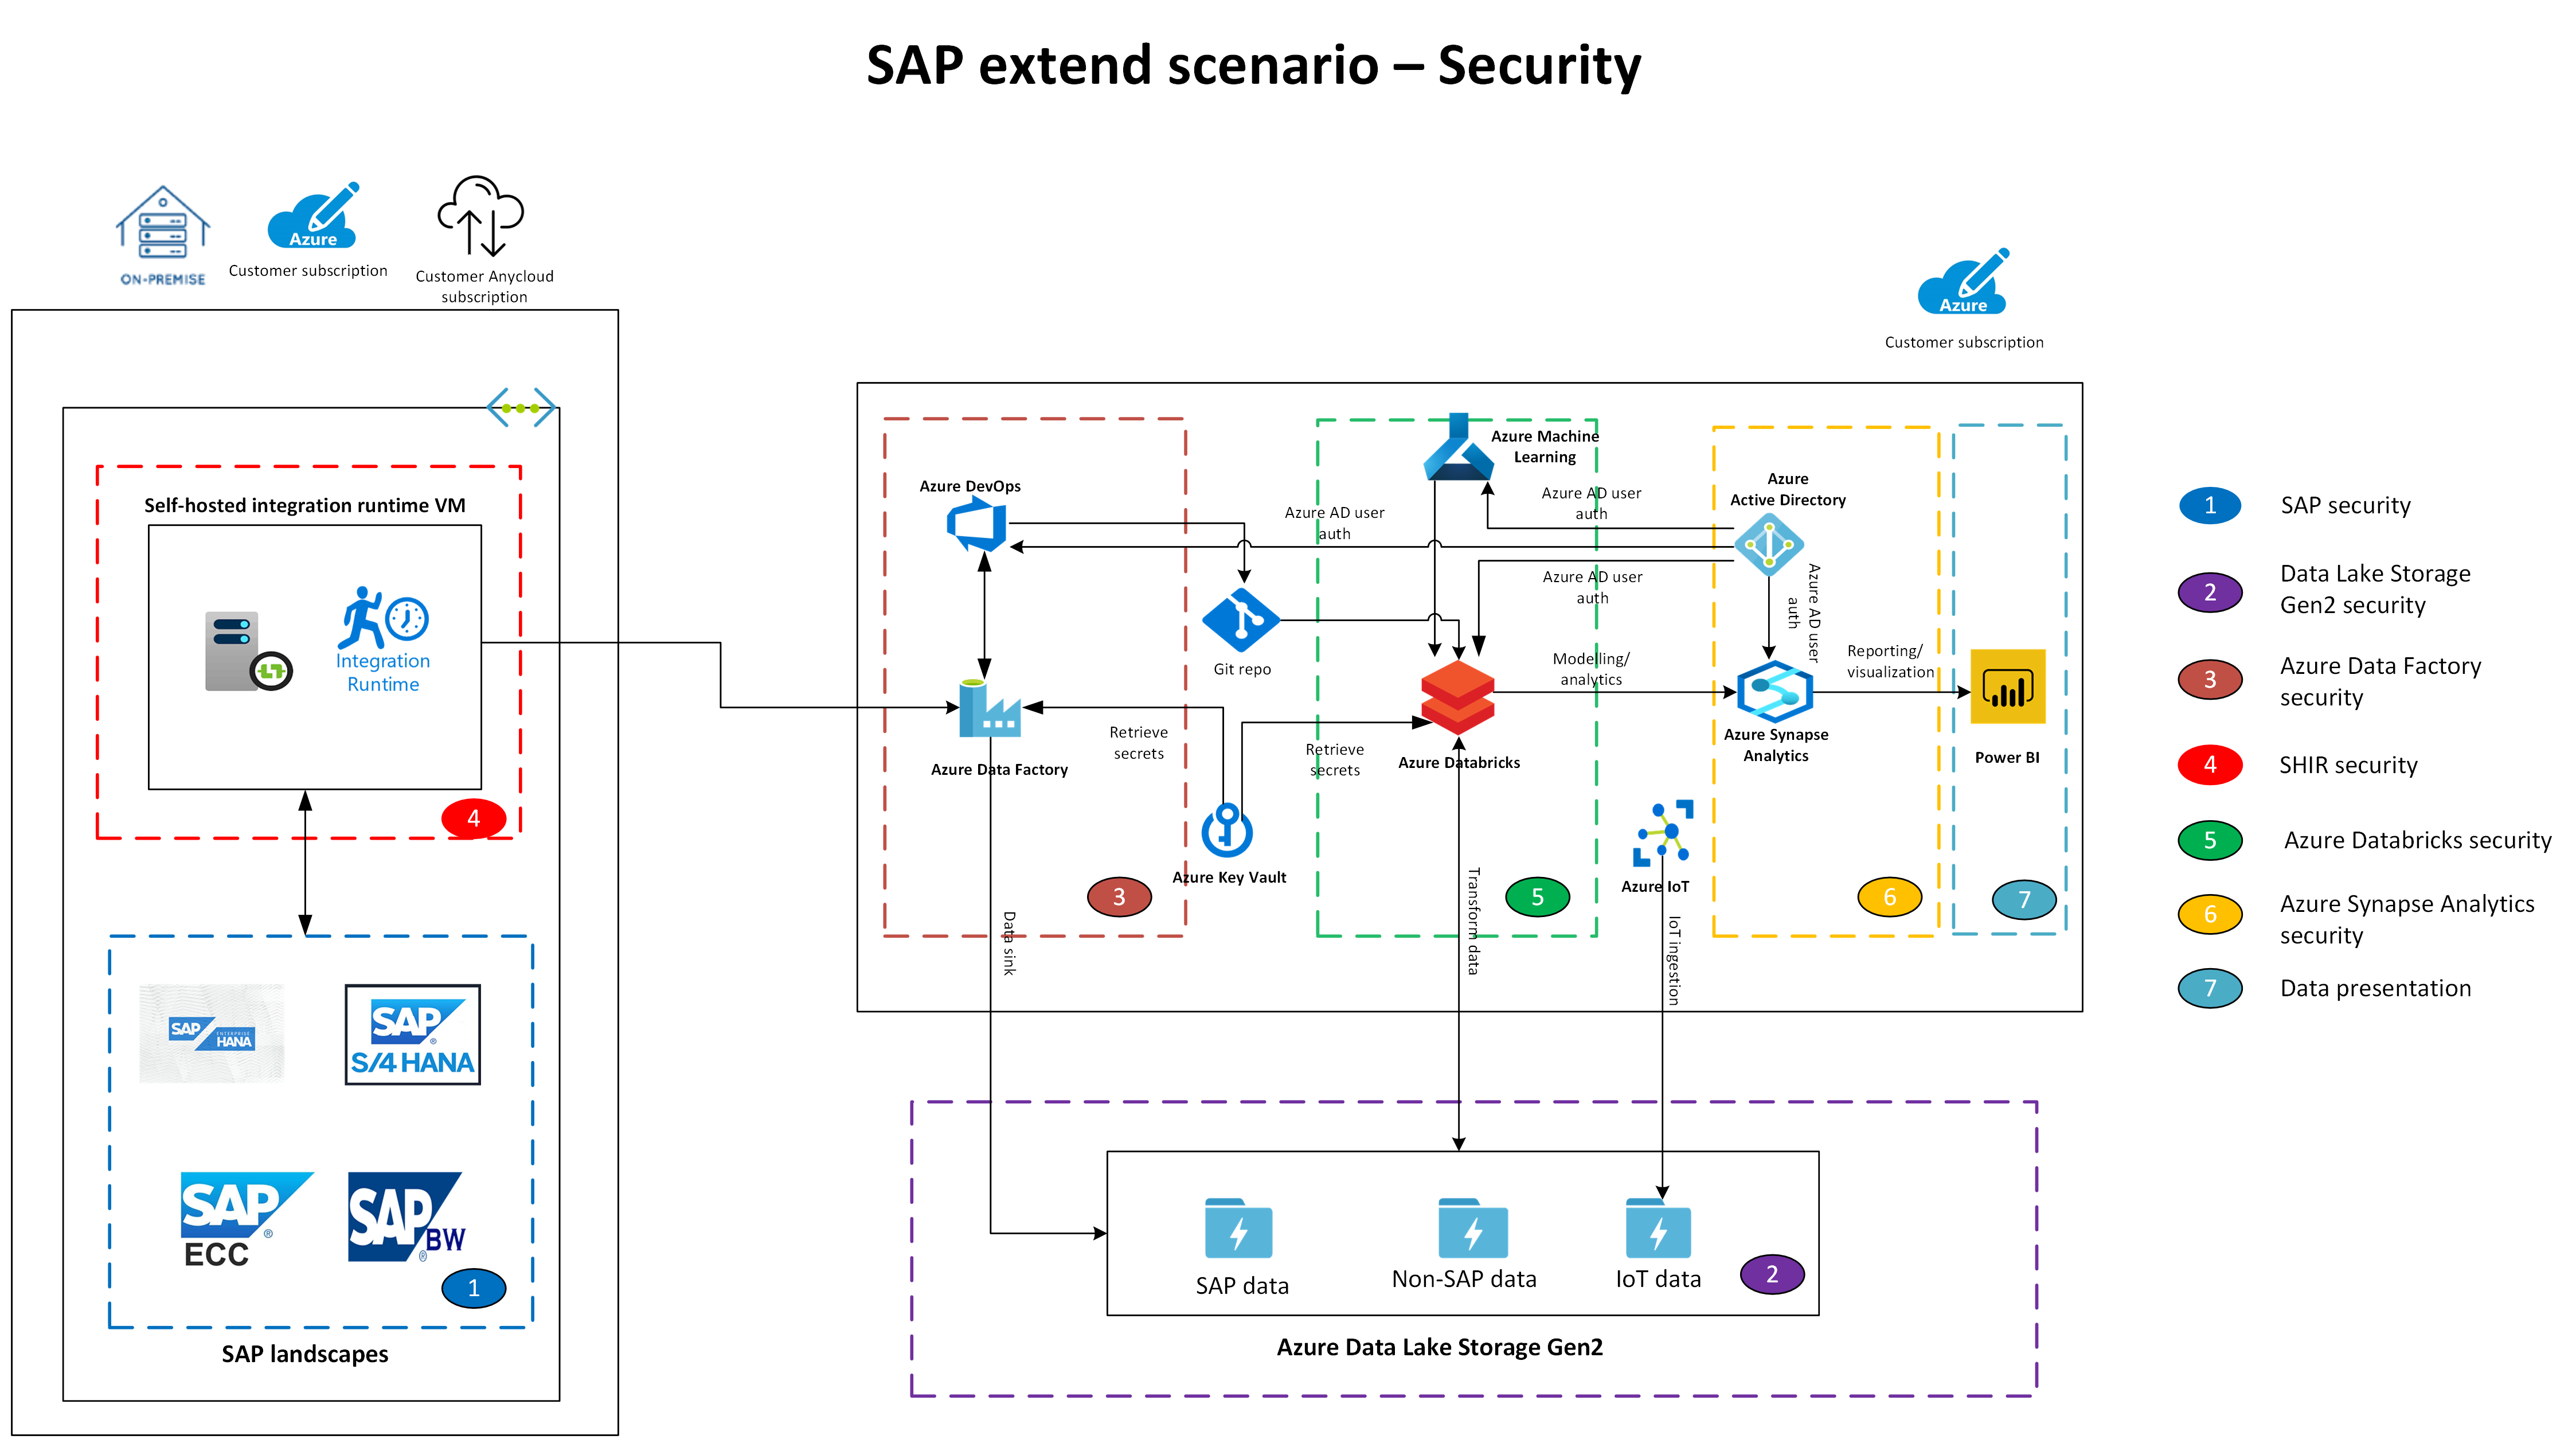 SAP extend scenario – Security
ON-PREMISE
Azure
Customer subscription
Customer Anycloud
subscription
Azure
Customer subscription
Self-hosted integration runtime VM
Integration
Runtime
4
SAP
ENTERPRISE
HANA
SAP
®
S/4 HANA
SAP
®
ECC
SAP
®
BW
1
SAP landscapes
Azure DevOps
Azure Data Factory
Retrieve
secrets
3
Data sink
Azure AD user
auth
Git repo
Azure Key Vault
Retrieve
secrets
Azure Machine
Learning
Azure AD user
auth
Azure AD user
auth
Modelling/
analytics
Azure Databricks
Transform data
5
Azure IoT
IoT ingestion
Azure
Active Directory
Azure AD user
auth
Azure Synapse
Analytics
Reporting/
visualization
6
Power BI
7
SAP data
Non-SAP data
IoT data
2
Azure Data Lake Storage Gen2
1
SAP security
2
Data Lake Storage
Gen2 security
3
Azure Data Factory
security
4
SHIR security
5
Azure Databricks security
6
Azure Synapse Analytics
security
7
Data presentation